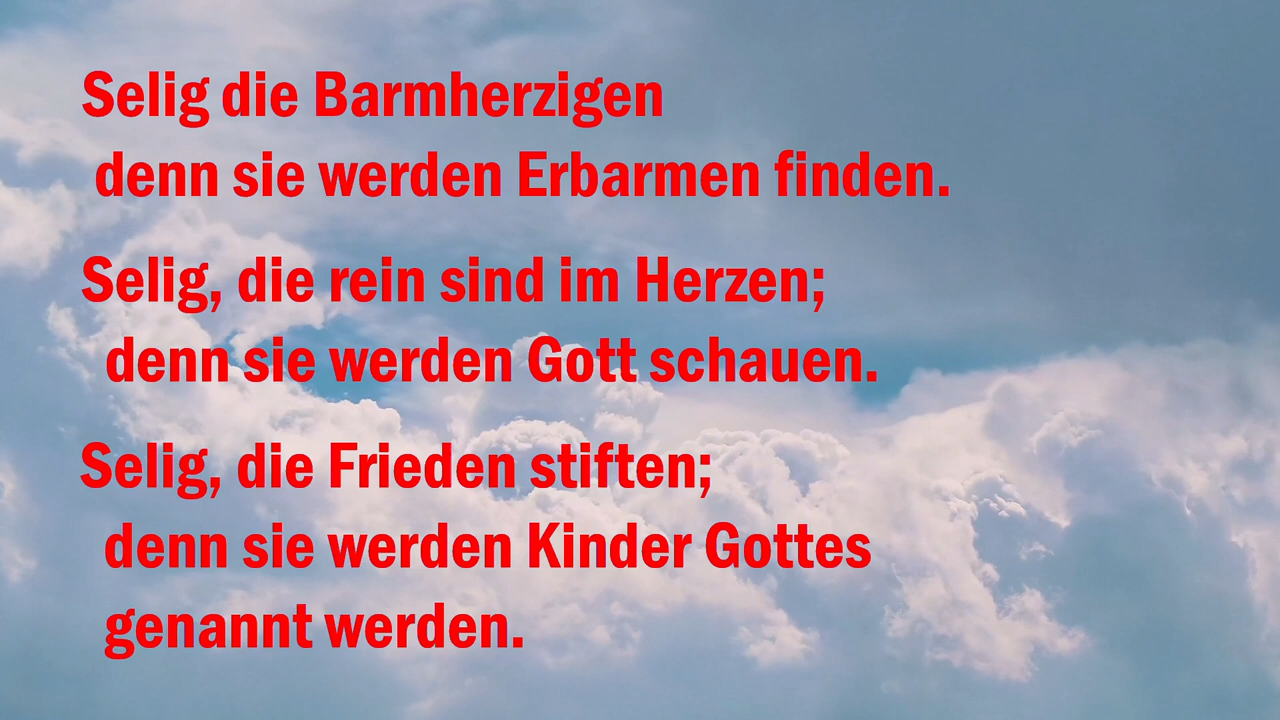 Selig die Barmherzigen
denn sie werden Erbarmen finden.
Selig, die rein sind im Herzen;
denn sie werden Gott schauen.
Selig, die Frieden stiften;
denn sie werden Kinder Gottes
genannt werden.